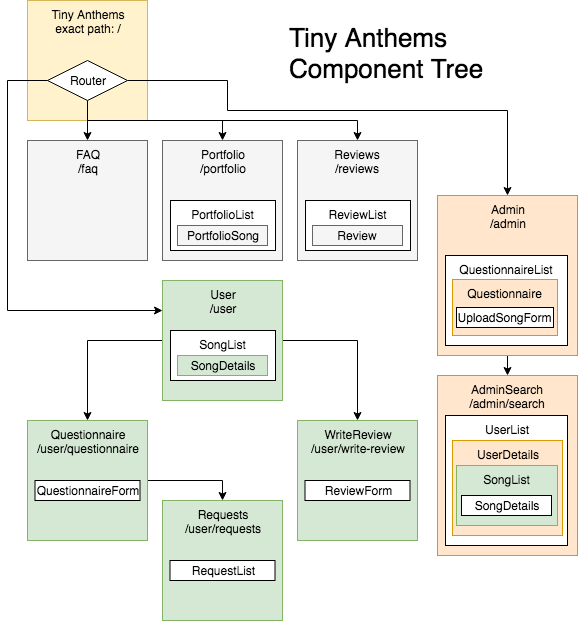 Tiny Anthems
exact path: /
Tiny Anthems
Component Tree
Router
FAQ
/faq
Portfolio
/portfolio
PortfolioList
PortfolioSong
Reviews
/reviews
ReviewList
Review
Admin
/admin
QuestionnaireList
Questionnaire
UploadSongForm
User
/user
SongList
SongDetails
AdminSearch
/admin/search
UserList
UserDetails
SongList
SongDetails
Questionnaire
/user/questionnaire
QuestionnaireForm
WriteReview
/user/write-review
ReviewForm
Requests
/user/requests
RequestList